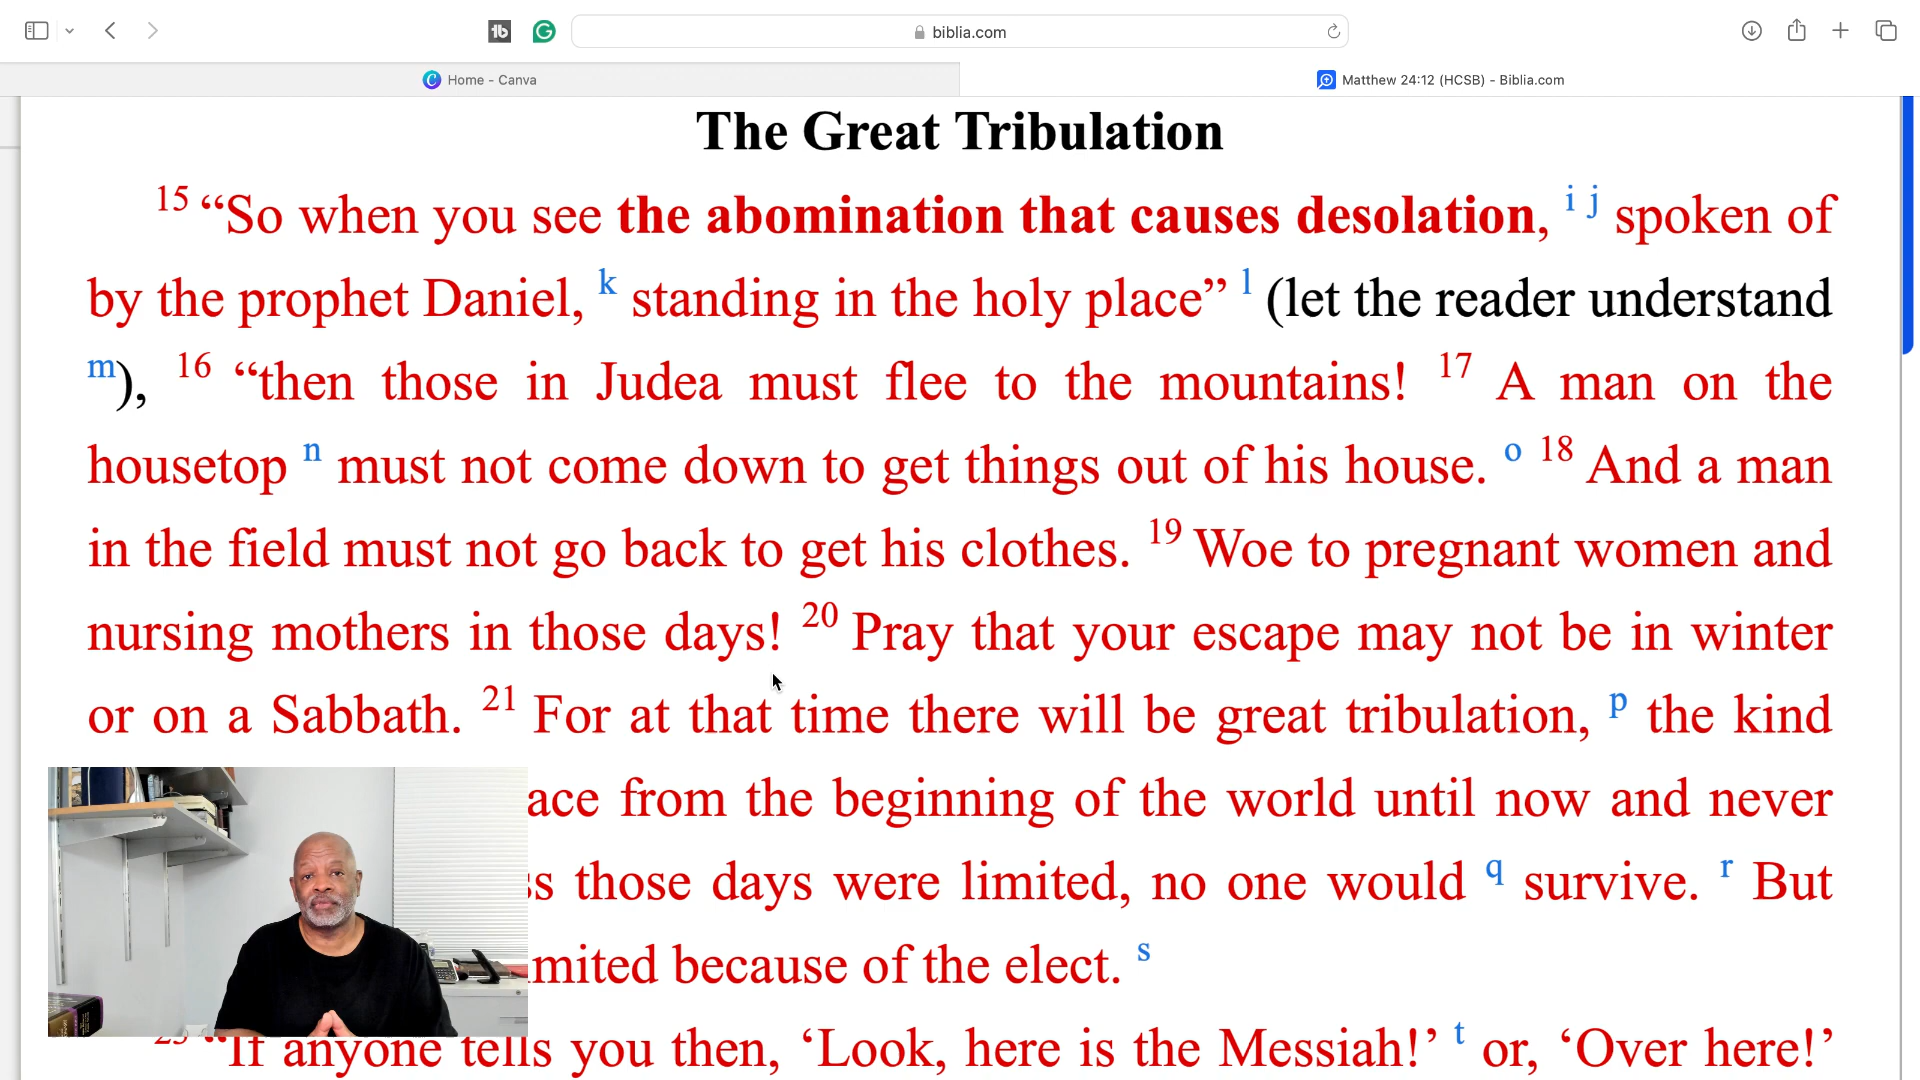 biblia.com
Home - Canva
Matthew 24:12 (HCSB) - Biblia.com
The Great Tribulation
15 “So when you see the abomination that causes desolation, i j spoken of
by the prophet Daniel, k standing in the holy place” l (let the reader understand
m), 16 “then those in Judea must flee to the mountains! 17 A man on the
housetop n must not come down to get things out of his house. o 18 And a man
in the field must not go back to get his clothes. 19 Woe to pregnant women and
nursing mothers in those days! 20 Pray that your escape may not be in winter
or on a Sabbath. 21 For at that time there will be great tribulation, p the kind
ace from the beginning of the world until now and never
s those days were limited, no one would q survive. r But
mited because of the elect. s
“If anyone tells you then, ‘Look, here is the Messiah!’ t or, ‘Over here!’